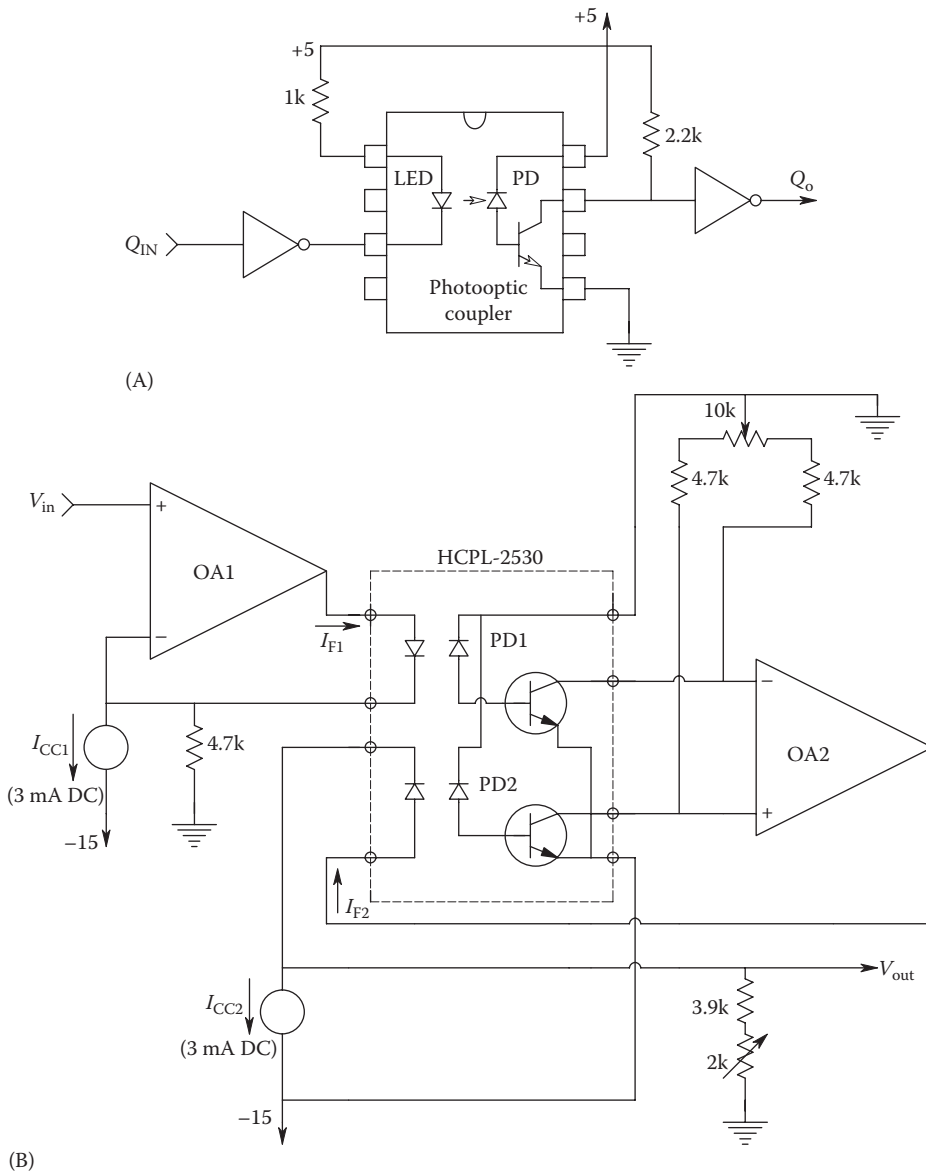 +5
+5
1k
2.2k
LED
PD
Q_IN
Q_o
Photooptic
coupler
(A)
10k
4.7k
4.7k
V_in
+
OA1
−
HCPL-2530
I_F1
PD1
I_CC1
(3 mA DC)
4.7k
−15
−
OA2
+
PD2
I_F2
I_CC2
(3 mA DC)
V_out
3.9k
2k
−15
(B)